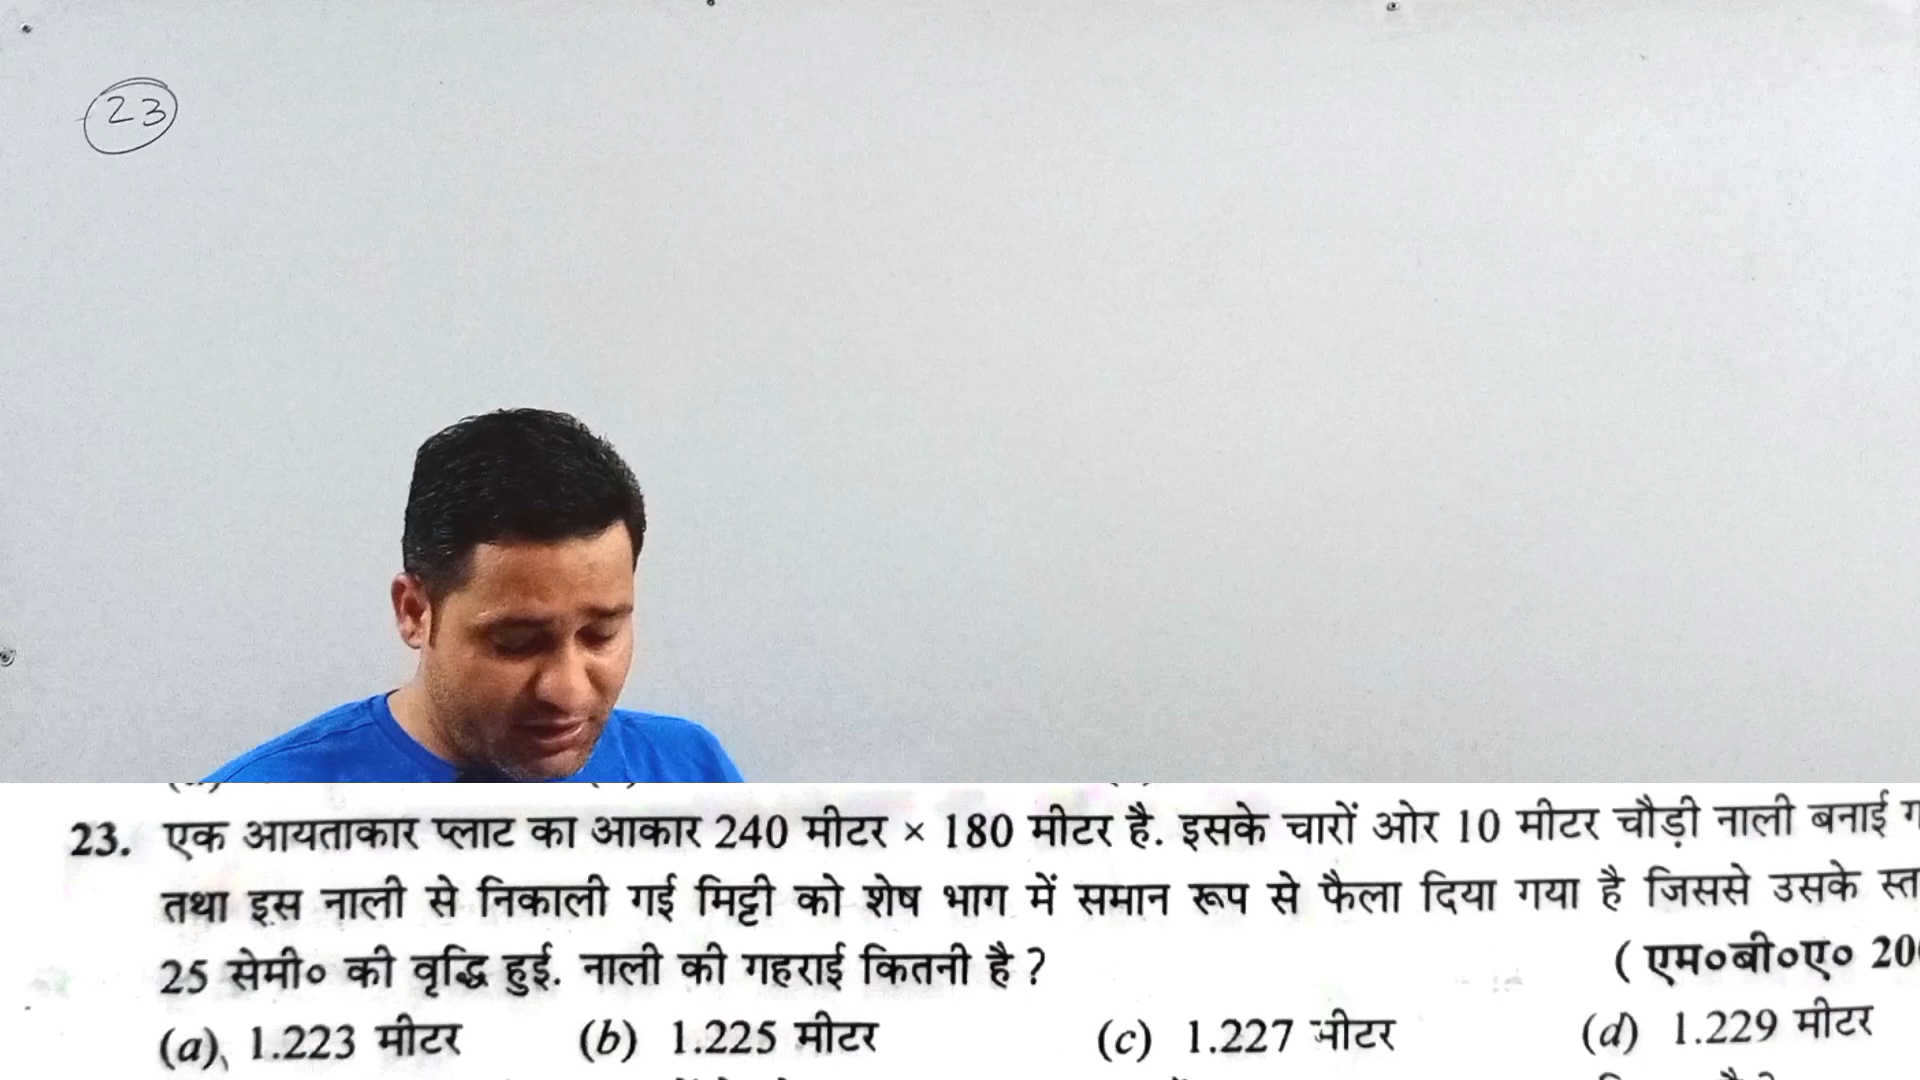 23
23. एक आयताकार प्लाट का आकार 240 मीटर × 180 मीटर है. इसके चारों ओर 10 मीटर चौड़ी नाली बनाई
तथा इस नाली से निकाली गई मिट्टी को शेष भाग में समान रूप से फैला दिया गया है जिससे उसके
25 सेमी० की वृद्धि हुई. नाली की गहराई कितनी है ?
( एम०बी०ए० 20
(a) 1.223 मीटर (b) 1.225 मीटर (c) 1.227 मीटर (d) 1.229 मीटर